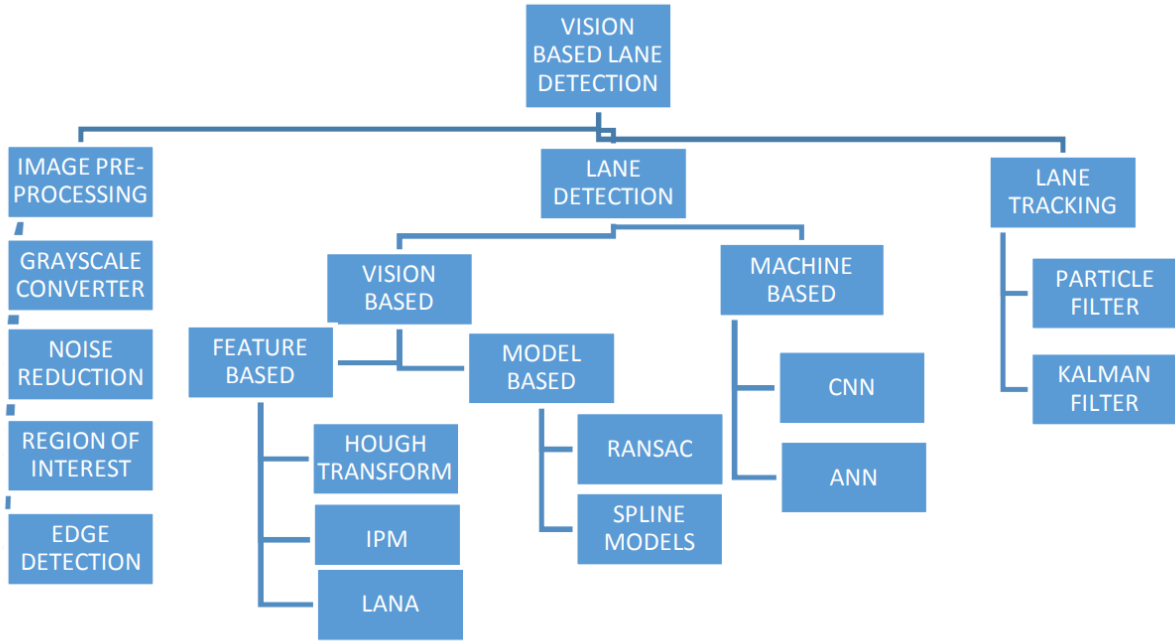 VISION
BASED LANE
DETECTION
IMAGE PRE-
PROCESSING
GRAYSCALE
CONVERTER
NOISE
REDUCTION
REGION OF
INTEREST
EDGE
DETECTION
LANE
DETECTION
VISION
BASED
FEATURE
BASED
HOUGH
TRANSFORM
IPM
LANA
MODEL
BASED
RANSAC
SPLINE
MODELS
MACHINE
BASED
CNN
ANN
LANE
TRACKING
PARTICLE
FILTER
KALMAN
FILTER